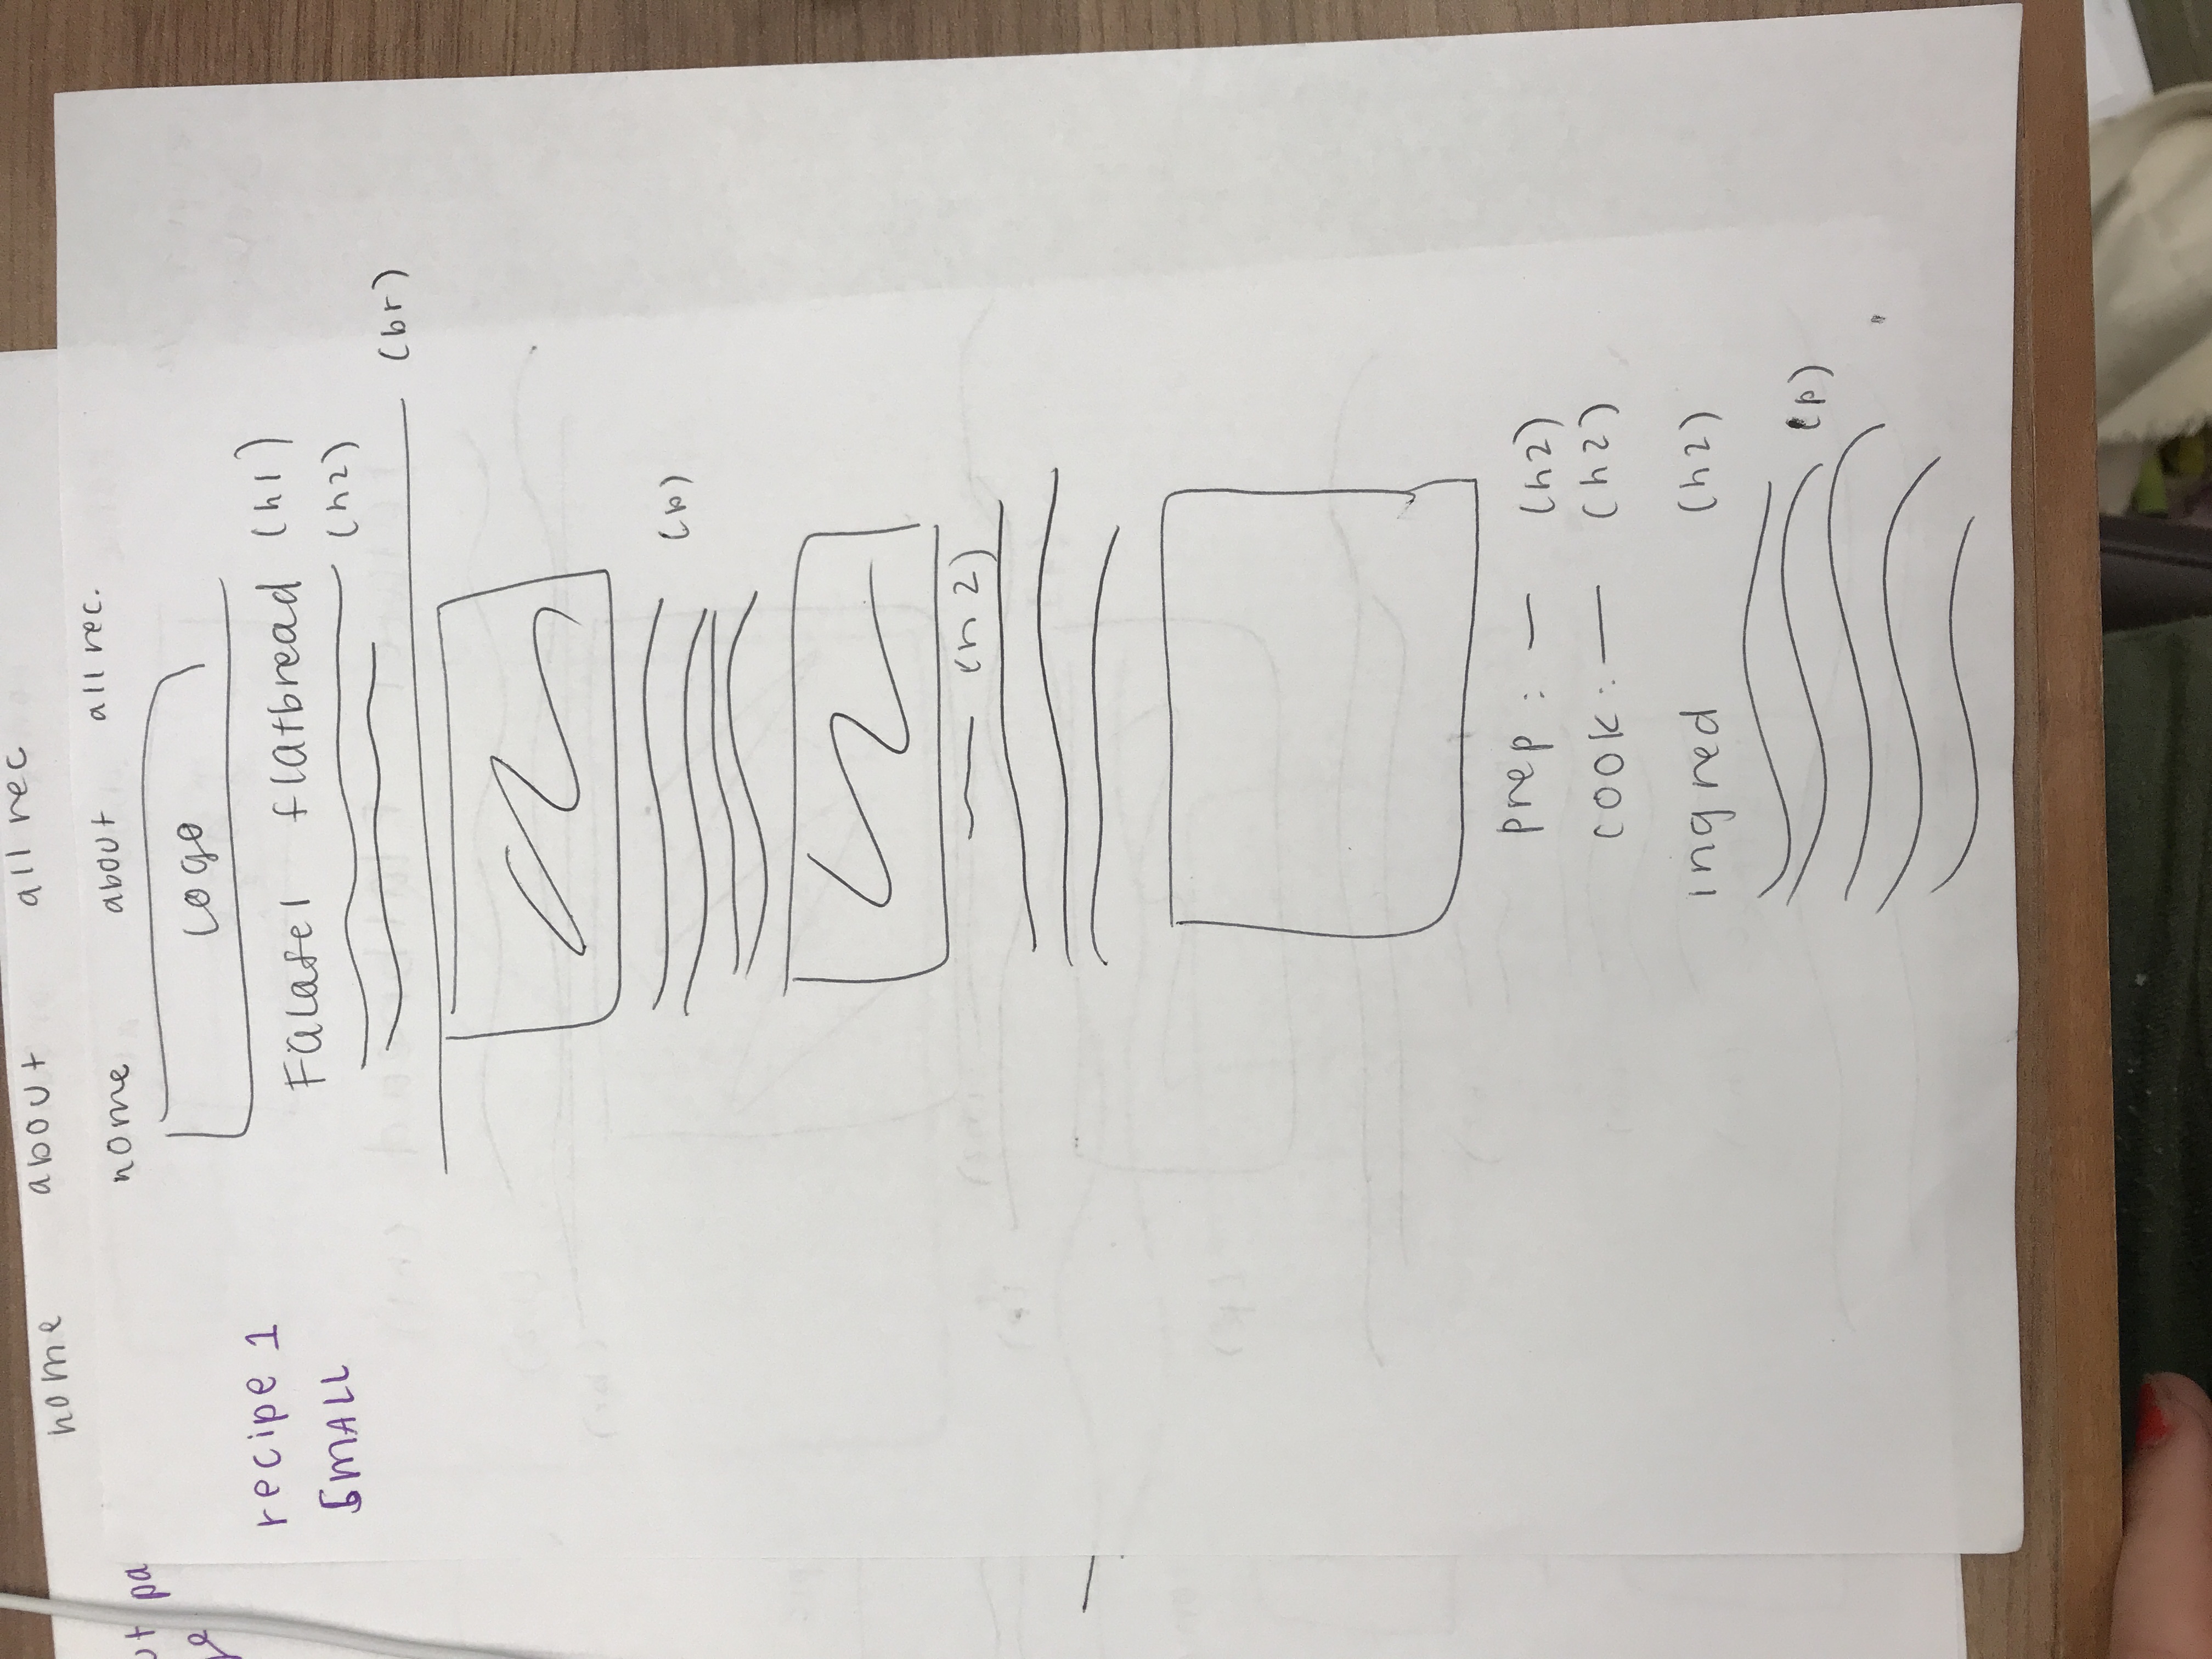 home about all rec
home about all rec.
ut pa
ge
logo
recipe 1
SMALL
Falafel flatbread (h1)
(h2)
(br)
(p)
(h2)
prep: — (h2)
cook: — (h2)
ingred (h2)
(p)